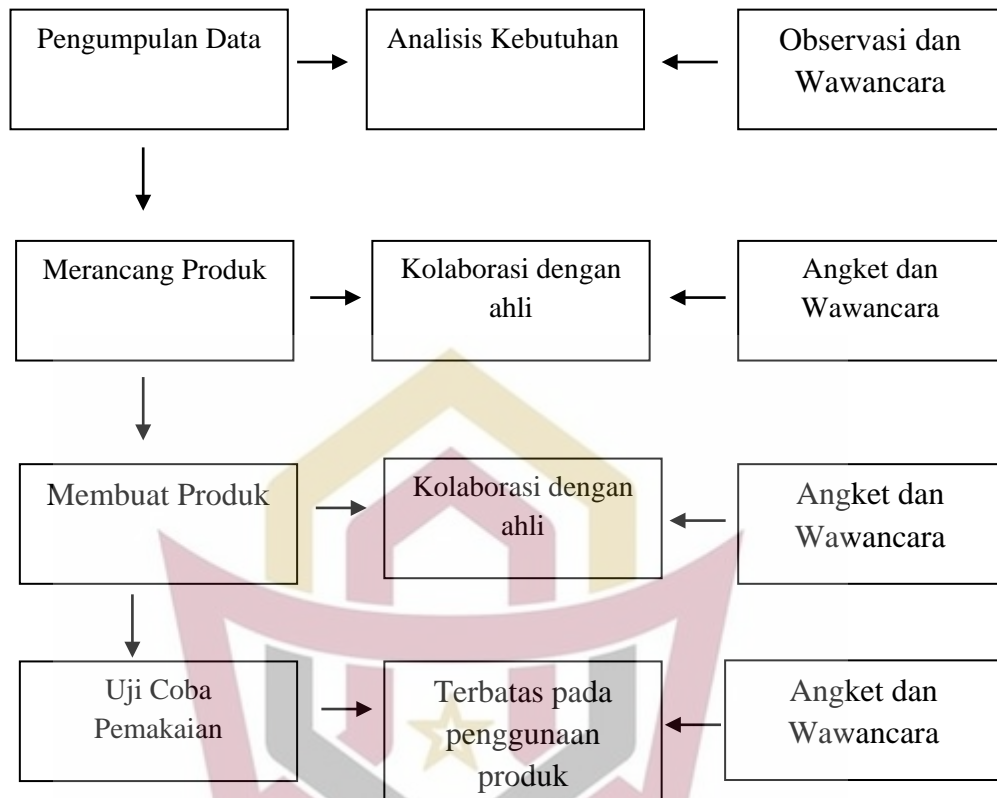 Pengumpulan Data
Analisis Kebutuhan
Observasi dan
Wawancara
Merancang Produk
Kolaborasi dengan
ahli
Angket dan
Wawancara
Membuat Produk
Kolaborasi dengan
ahli
Angket dan
Wawancara
Uji Coba
Pemakaian
Terbatas pada
penggunaan
produk
Angket dan
Wawancara